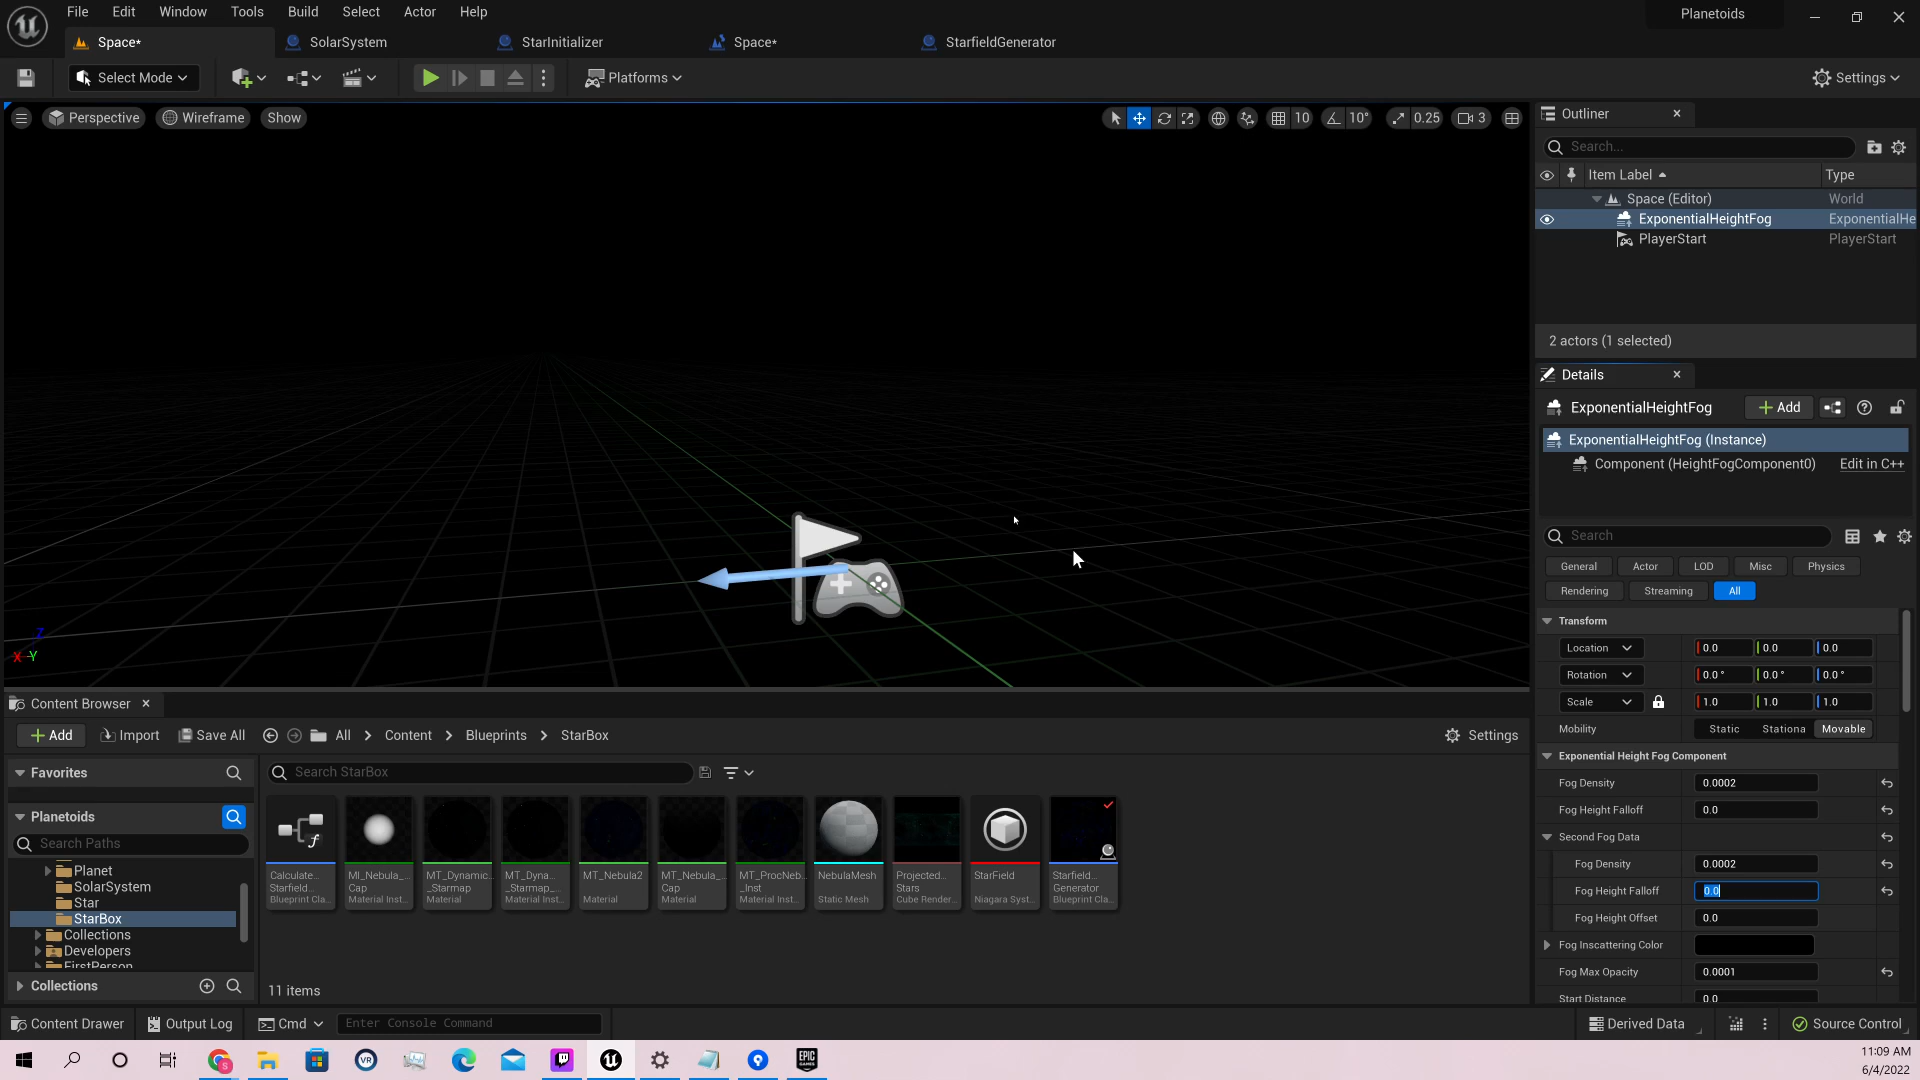 File Edit Window Tools Build Select Actor Help
Planetoids
Space* SolarSystem StarInitializer Space* StarfieldGenerator
Select Mode Platforms Settings
Perspective Wireframe Show 10 10° 0.25 3
Outliner
Search...
Item Label Type
Space (Editor) World
ExponentialHeightFog ExponentialHe
PlayerStart PlayerStart
2 actors (1 selected)
Details
ExponentialHeightFog Add
ExponentialHeightFog (Instance)
Component (HeightFogComponent0) Edit in C++
Search
General Actor LOD Misc Physics
Rendering Streaming All
Transform
Location 0.0 0.0 0.0
Rotation 0.0° 0.0° 0.0°
Scale 1.0 1.0 1.0
Mobility Static Stationa Movable
Exponential Height Fog Component
Fog Density 0.0002
Fog Height Falloff 0.0
Second Fog Data
Fog Density 0.0002
Fog Height Falloff 0.0
Fog Height Offset 0.0
Fog Inscattering Color
Fog Max Opacity 0.0001
Start Distance 0.0
Z
X Y
Content Browser
Add Import Save All All Content Blueprints StarBox Settings
Favorites
Planetoids
Search Paths
Planet
SolarSystem
Star
StarBox
Collections
Developers
FirstPerson
Collections
Search StarBox
Calculate... Starfield... Blueprint Cla...
MI_Nebula_... Cap Material Inst...
MT_Dynamic... _Starmap Material
MT_Dyna... _Starmap_... Material Inst...
MT_Nebula2 Material
MT_Nebula_... Cap Material
MT_ProcNeb... _Inst Material Inst...
NebulaMesh Static Mesh
Projected... Stars Cube Render...
StarField Niagara Syst...
Starfield... Generator Blueprint Cla...
11 items
Content Drawer Output Log Cmd Enter Console Command Derived Data Source Control
VR
EPIC GAMES
11:09 AM
6/4/2022